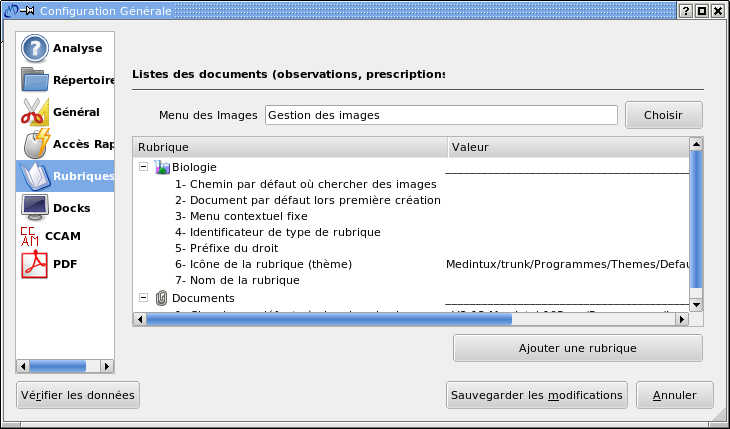 Configuration Générale
Analyse
Répertoire
Général
Accès Rap
Rubriques
Docks
CCAM
PDF
Listes des documents (observations, prescriptions
Menu des Images
Gestion des images
Choisir
Rubrique
Valeur
Biologie
1- Chemin par défaut où chercher des images
2- Document par défaut lors première création
3- Menu contextuel fixe
4- Identificateur de type de rubrique
5- Préfixe du droit
6- Icône de la rubrique (thème)
Medintux/trunk/Programmes/Themes/Defau
7- Nom de la rubrique
Documents
Ajouter une rubrique
Vérifier les données
Sauvegarder les modifications
Annuler